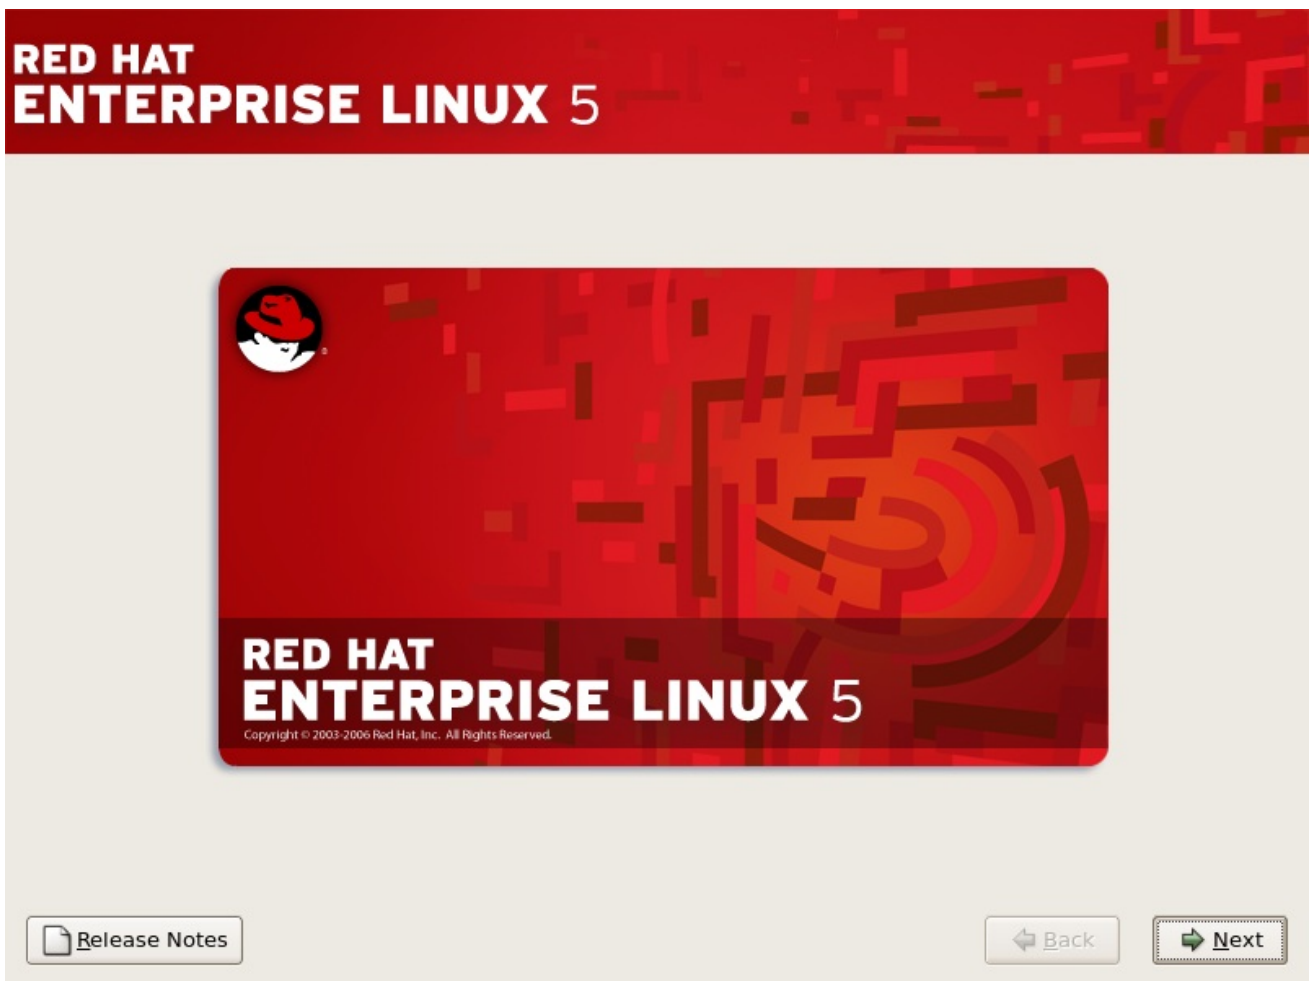 RED HAT
ENTERPRISE LINUX 5
RED HAT
ENTERPRISE LINUX 5
Copyright © 2003-2006 Red Hat, Inc. All Rights Reserved.
Release Notes
Back
Next